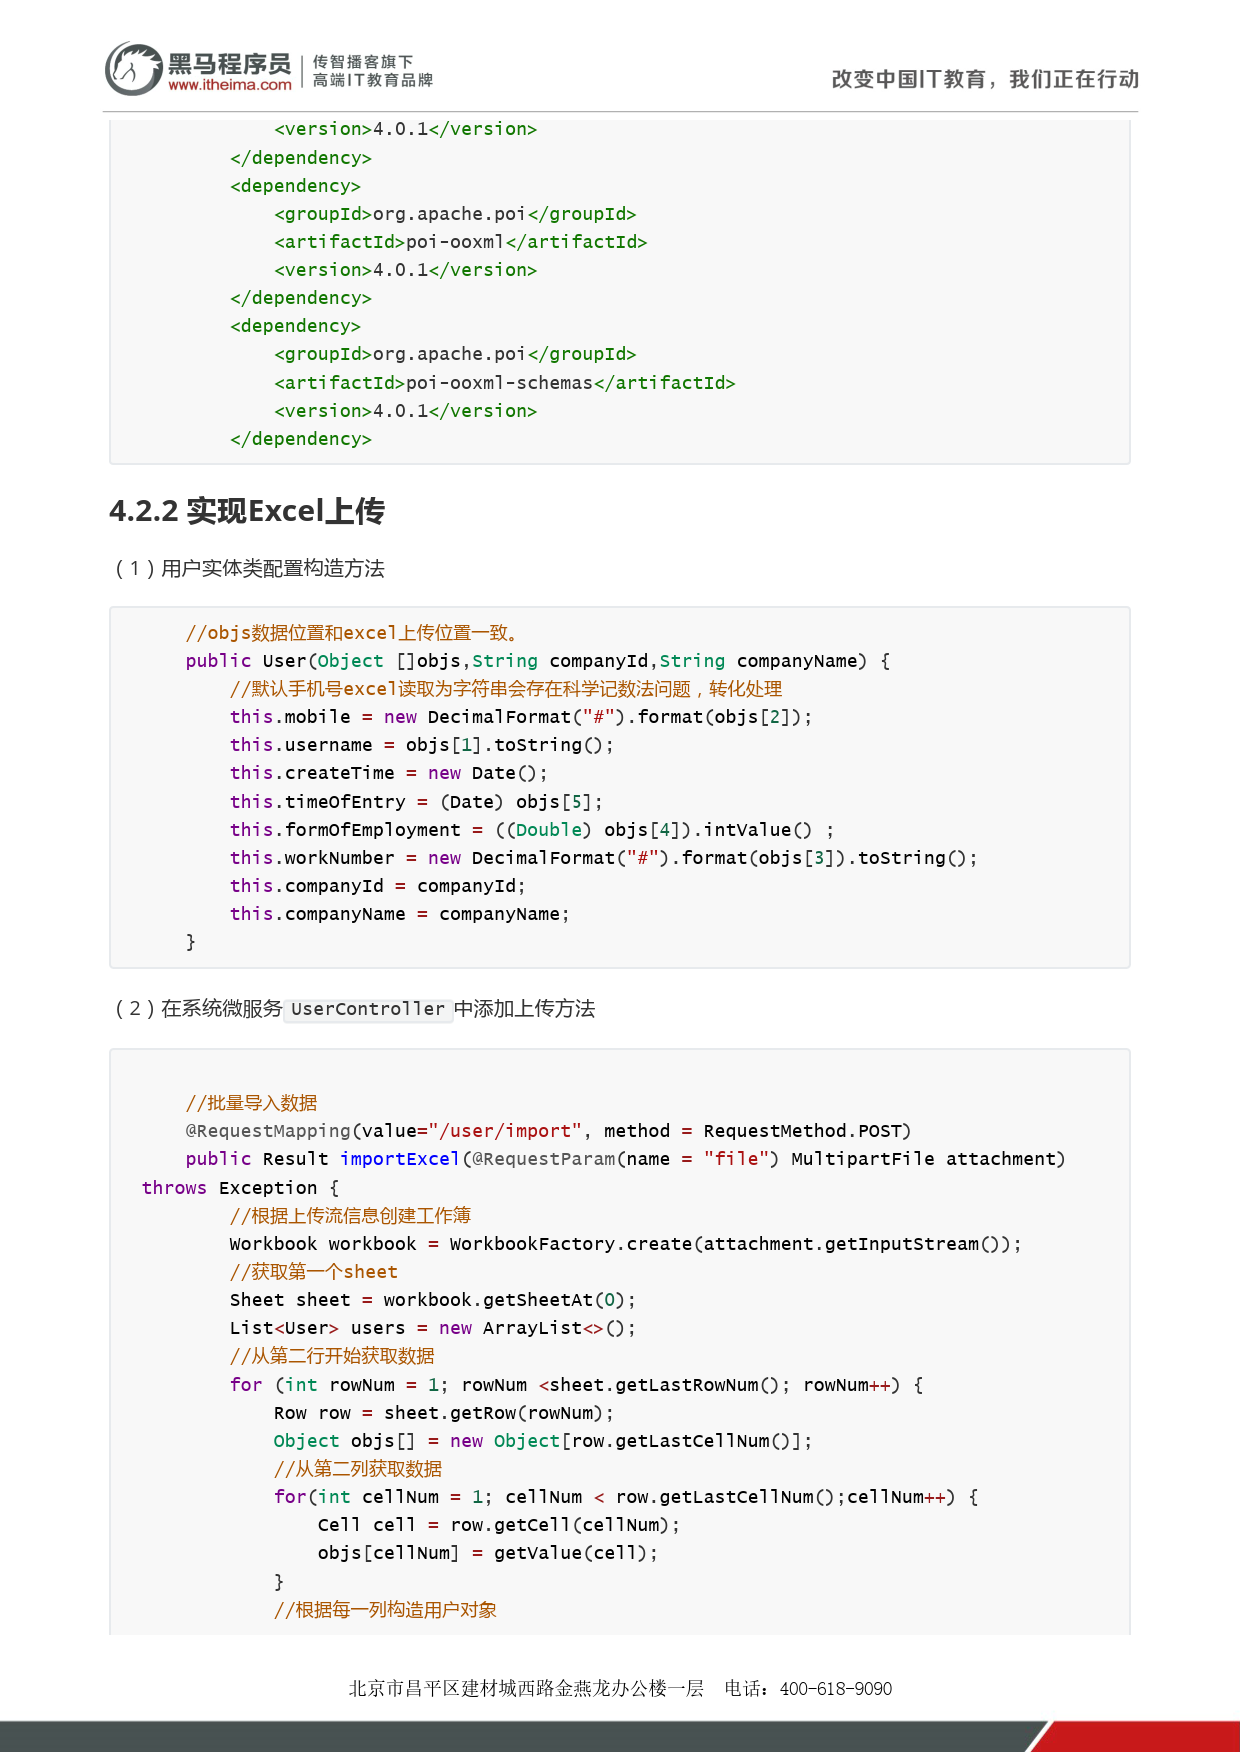 黑马程序员
www.itheima.com
传智播客旗下
高端IT教育品牌
改变中国IT教育，我们正在行动
            <version>4.0.1</version>
        </dependency>
        <dependency>
            <groupId>org.apache.poi</groupId>
            <artifactId>poi-ooxml</artifactId>
            <version>4.0.1</version>
        </dependency>
        <dependency>
            <groupId>org.apache.poi</groupId>
            <artifactId>poi-ooxml-schemas</artifactId>
            <version>4.0.1</version>
        </dependency>
4.2.2 实现Excel上传
（1）用户实体类配置构造方法
    //objs数据位置和excel上传位置一致。
    public User(Object []objs,String companyId,String companyName) {
        //默认手机号excel读取为字符串会存在科学记数法问题，转化处理
        this.mobile = new DecimalFormat("#").format(objs[2]);
        this.username = objs[1].toString();
        this.createTime = new Date();
        this.timeOfEntry = (Date) objs[5];
        this.formOfEmployment = ((Double) objs[4]).intValue() ;
        this.workNumber = new DecimalFormat("#").format(objs[3]).toString();
        this.companyId = companyId;
        this.companyName = companyName;
    }
（2）在系统微服务 UserController 中添加上传方法
    //批量导入数据
    @RequestMapping(value="/user/import", method = RequestMethod.POST)
    public Result importExcel(@RequestParam(name = "file") MultipartFile attachment)
throws Exception {
        //根据上传流信息创建工作簿
        Workbook workbook = WorkbookFactory.create(attachment.getInputStream());
        //获取第一个sheet
        Sheet sheet = workbook.getSheetAt(0);
        List<User> users = new ArrayList<>();
        //从第二行开始获取数据
        for (int rowNum = 1; rowNum <sheet.getLastRowNum(); rowNum++) {
            Row row = sheet.getRow(rowNum);
            Object objs[] = new Object[row.getLastCellNum()];
            //从第二列获取数据
            for(int cellNum = 1; cellNum < row.getLastCellNum();cellNum++) {
                Cell cell = row.getCell(cellNum);
                objs[cellNum] = getValue(cell);
            }
            //根据每一列构造用户对象
北京市昌平区建材城西路金燕龙办公楼一层 电话：400-618-9090